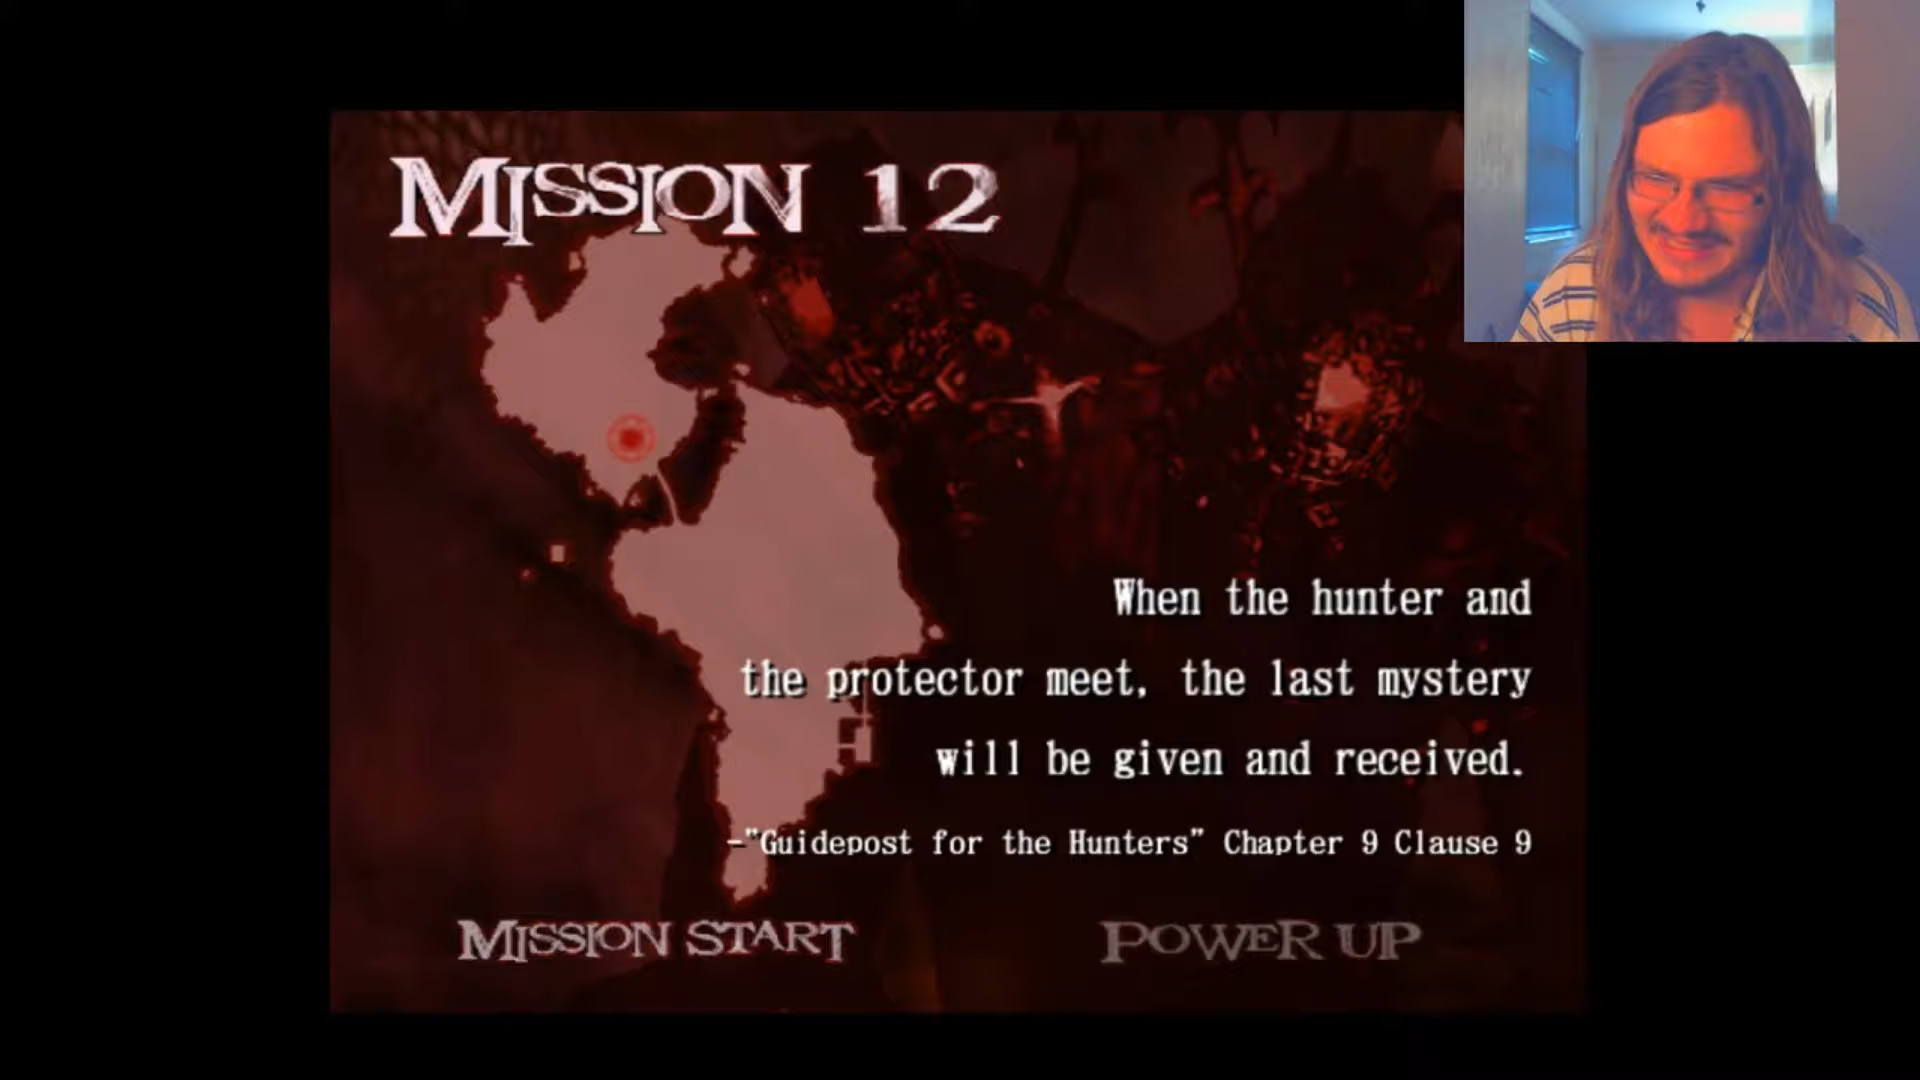 MISSION 12
When the hunter and
the protector meet, the last mystery
will be given and received.
-"Guidepost for the Hunters" Chapter 9 Clause 9
MISSION START
POWER UP